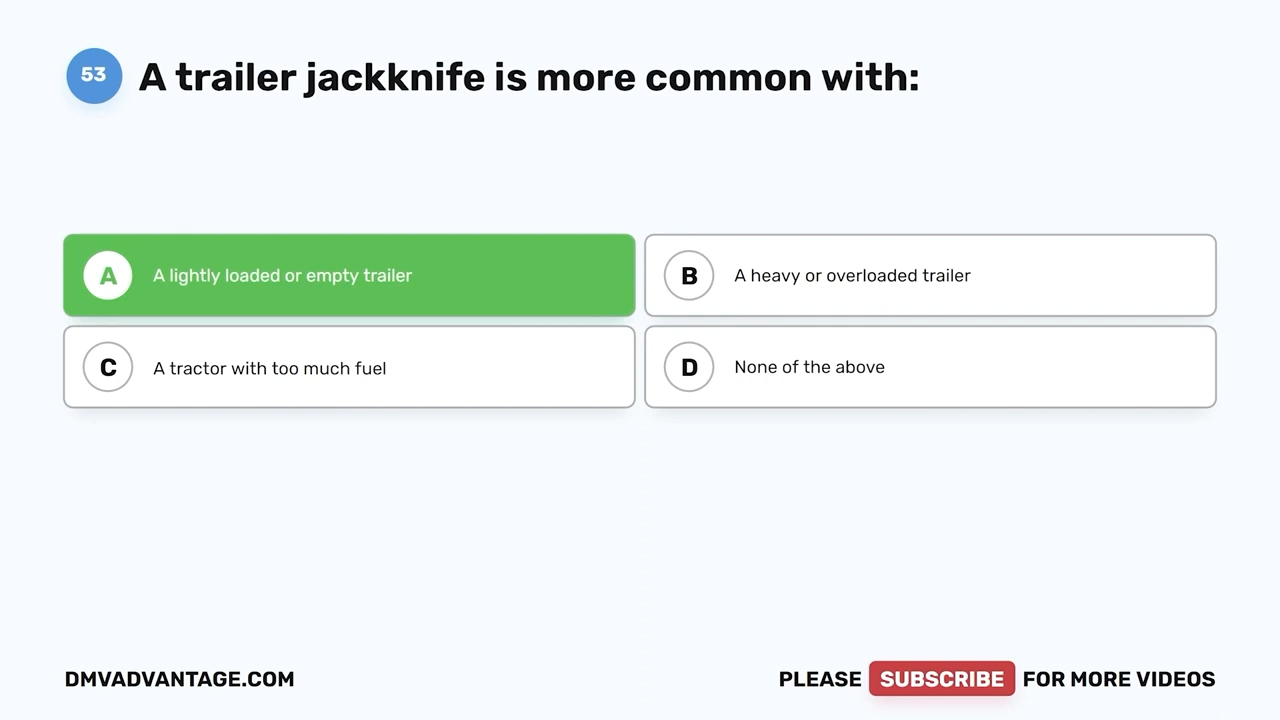 53 A trailer jackknife is more common with:
A A lightly loaded or empty trailer
B A heavy or overloaded trailer
C A tractor with too much fuel
D None of the above
DMVADVANTAGE.COM
PLEASE SUBSCRIBE FOR MORE VIDEOS